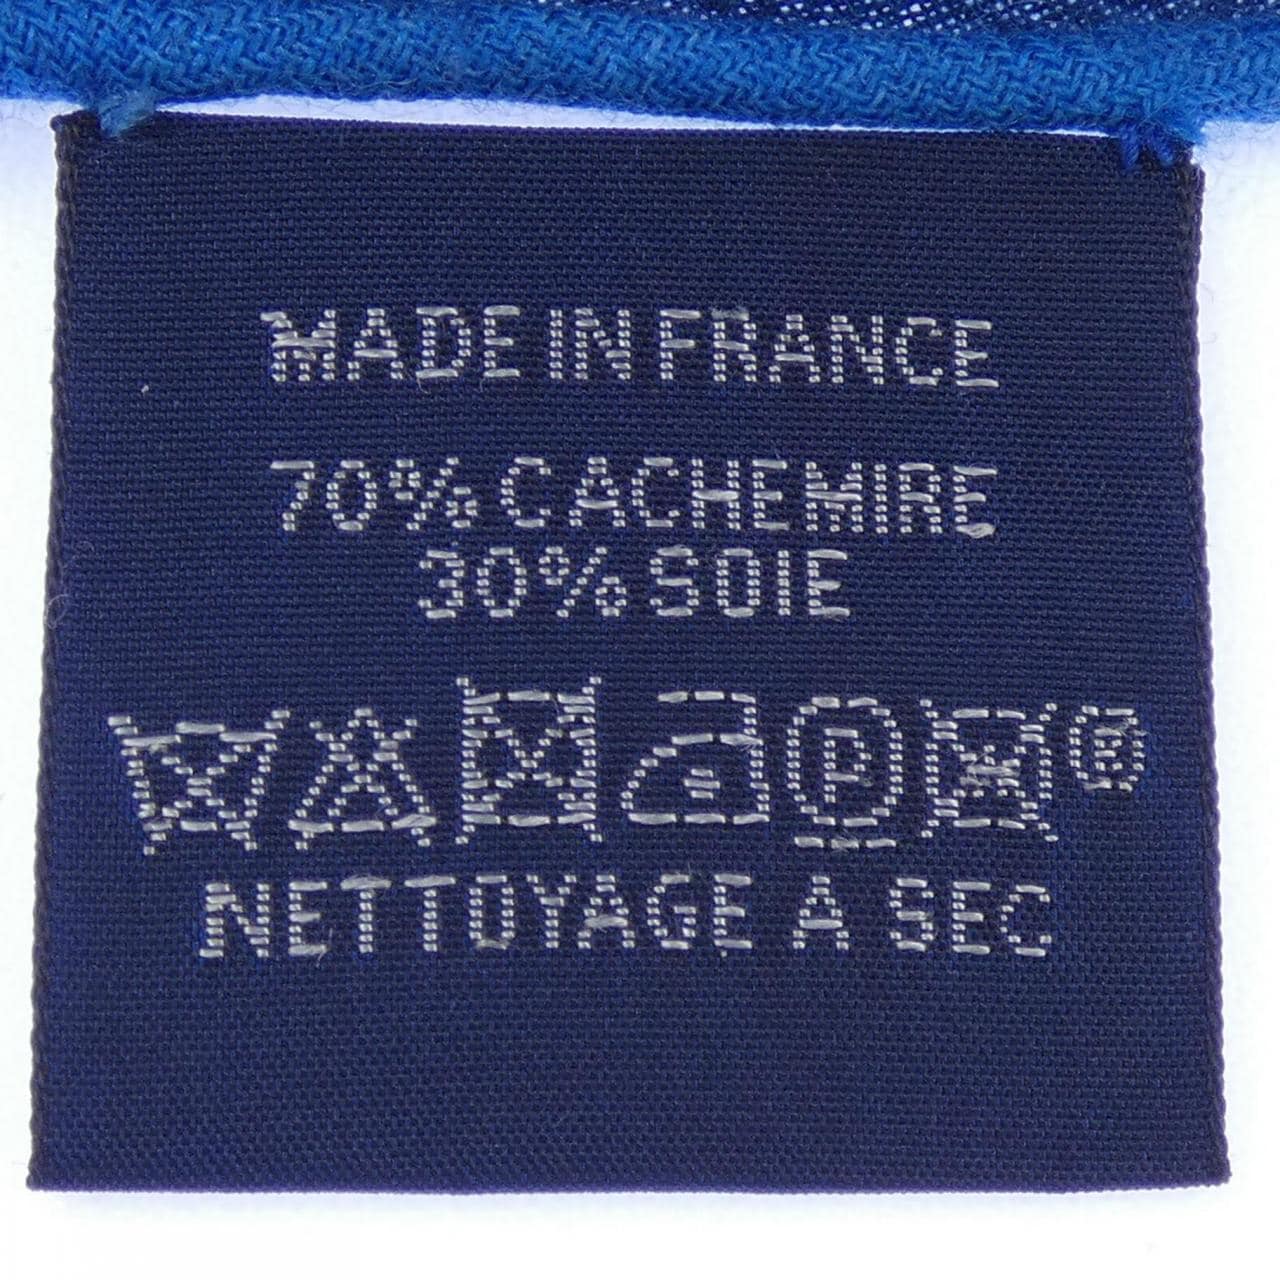 MADE IN FRANCE
70% CACHEMIRE
30% SOIE
P ®
NETTOYAGE A SEC